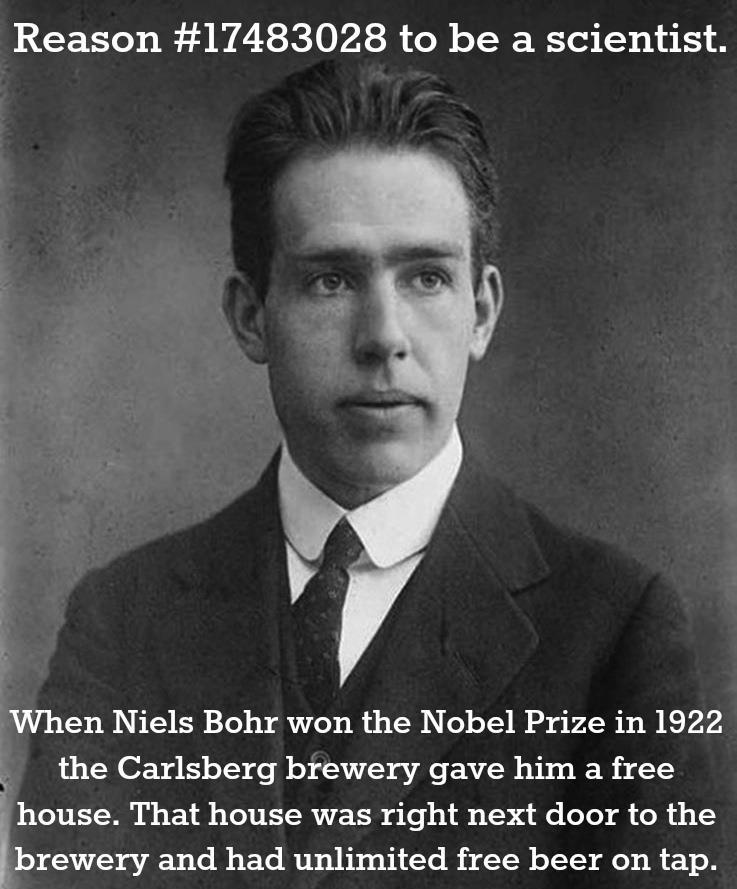 Reason #17483028 to be a scientist.
When Niels Bohr won the Nobel Prize in 1922
the Carlsberg brewery gave him a free
house. That house was right next door to the
brewery and had unlimited free beer on tap.